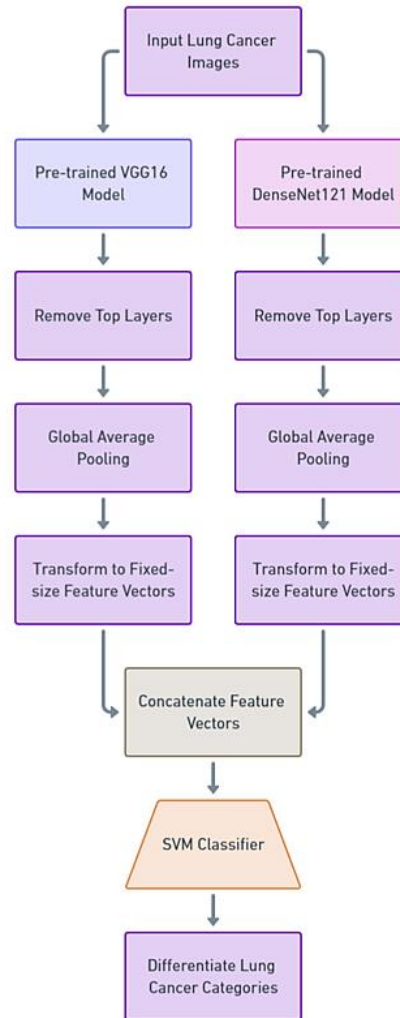 Input Lung Cancer
Images
Pre-trained VGG16
Model
Pre-trained
DenseNet121 Model
Remove Top Layers
Remove Top Layers
Global Average
Pooling
Global Average
Pooling
Transform to Fixed-
size Feature Vectors
Transform to Fixed-
size Feature Vectors
Concatenate Feature
Vectors
SVM Classifier
Differentiate Lung
Cancer Categories